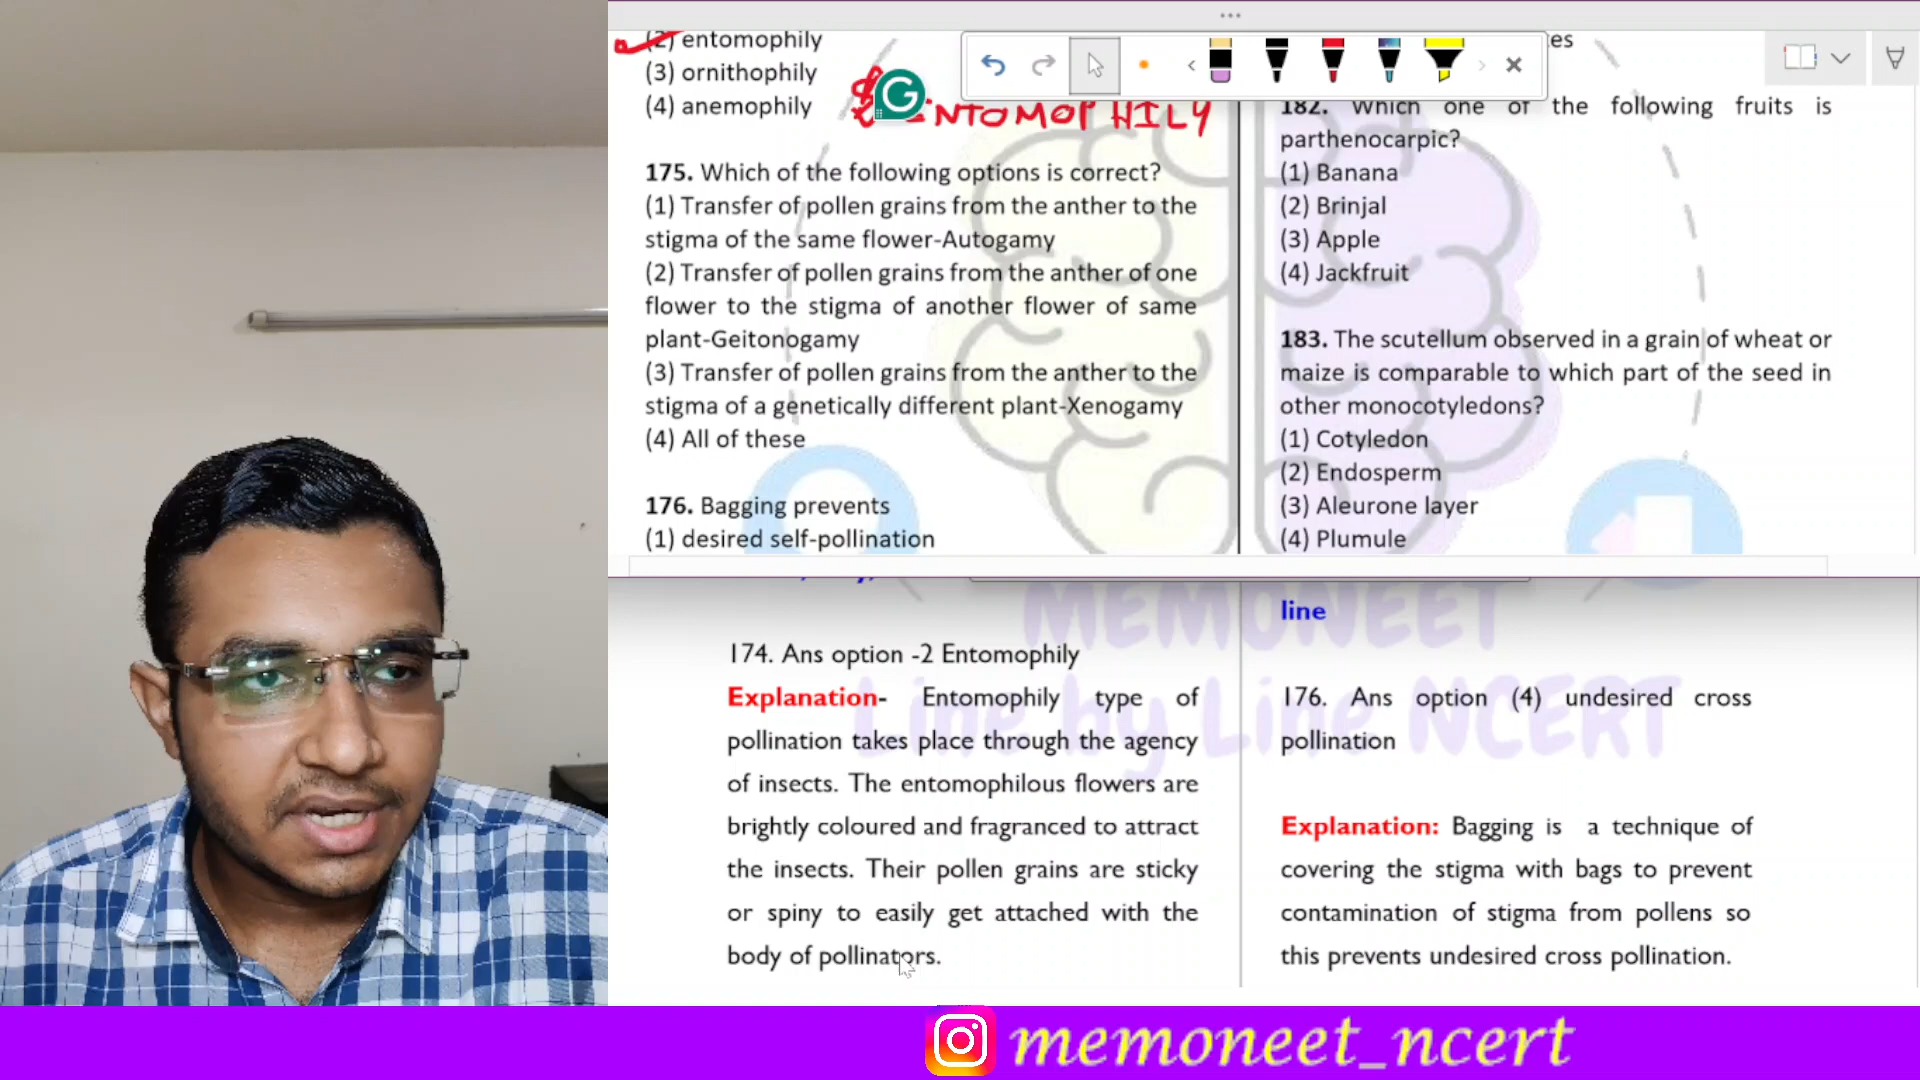 (2) entomophily
(3) ornithophily
(4) anemophily
ENTOMOPHILY
175. Which of the following options is correct?
(1) Transfer of pollen grains from the anther to the
stigma of the same flower-Autogamy
(2) Transfer of pollen grains from the anther of one
flower to the stigma of another flower of same
plant-Geitonogamy
(3) Transfer of pollen grains from the anther to the
stigma of a genetically different plant-Xenogamy
(4) All of these
176. Bagging prevents
(1) desired self-pollination
182. Which one of the following fruits is
parthenocarpic?
(1) Banana
(2) Brinjal
(3) Apple
(4) Jackfruit
183. The scutellum observed in a grain of wheat or
maize is comparable to which part of the seed in
other monocotyledons?
(1) Cotyledon
(2) Endosperm
(3) Aleurone layer
(4) Plumule
MEMONEET
Line by Line NCERT
174. Ans option -2 Entomophily
Explanation- Entomophily type of
pollination takes place through the agency
of insects. The entomophilous flowers are
brightly coloured and fragranced to attract
the insects. Their pollen grains are sticky
or spiny to easily get attached with the
body of pollinators.
line
176. Ans option (4) undesired cross
pollination
Explanation: Bagging is a technique of
covering the stigma with bags to prevent
contamination of stigma from pollens so
this prevents undesired cross pollination.
memoneet_ncert